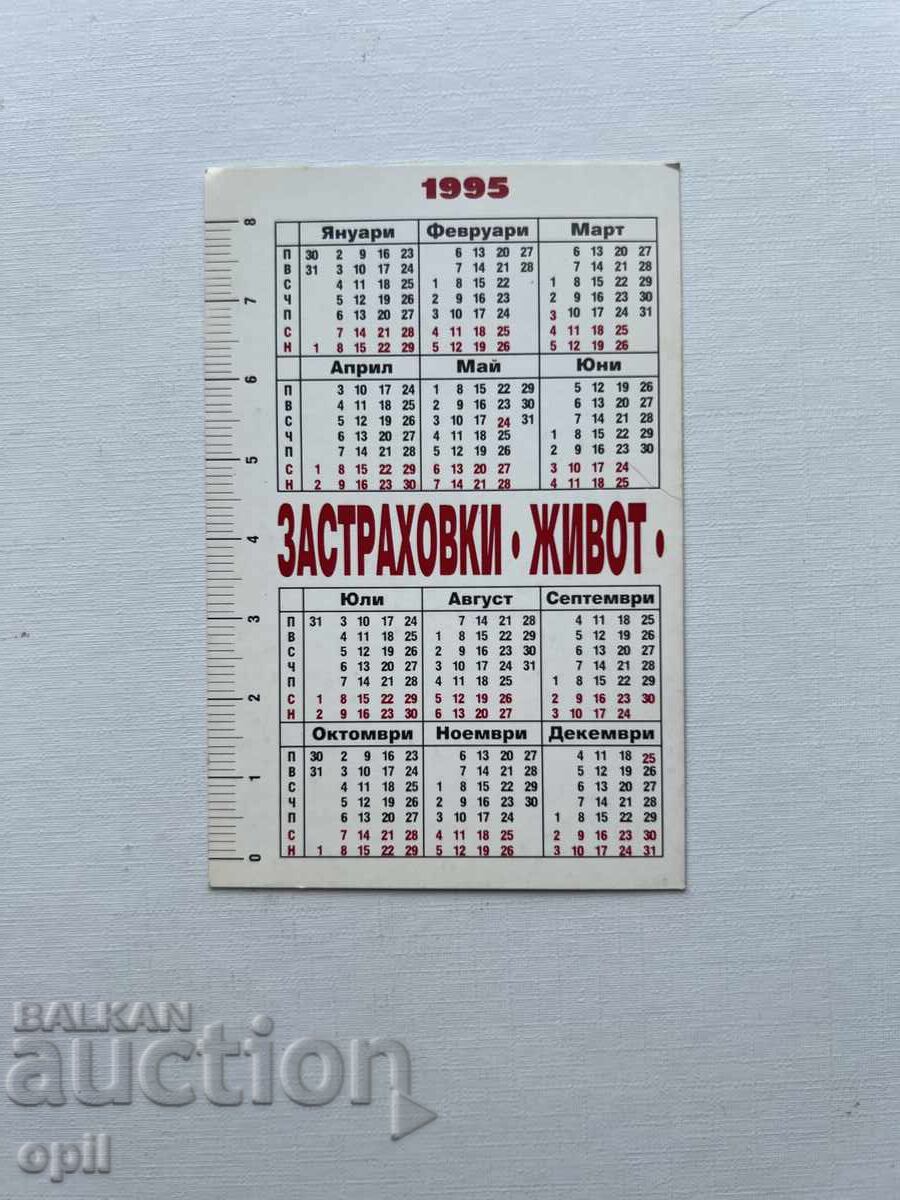 1995
Януари Февруари Март
П 30 2 9 16 23 6 13 20 27 6 13 20 27
В 31 3 10 17 24 7 14 21 28 7 14 21 28
С 4 11 18 25 1 8 15 22 1 8 15 22 29
Ч 5 12 19 26 2 9 16 23 2 9 16 23 30
П 6 13 20 27 3 10 17 24 3 10 17 24 31
С 7 14 21 28 4 11 18 25 4 11 18 25
Н 1 8 15 22 29 5 12 19 26 5 12 19 26
Април Май Юни
П 3 10 17 24 1 8 15 22 29 5 12 19 26
В 4 11 18 25 2 9 16 23 30 6 13 20 27
С 5 12 19 26 3 10 17 24 31 7 14 21 28
Ч 6 13 20 27 4 11 18 25 1 8 15 22 29
П 7 14 21 28 5 12 19 26 2 9 16 23 30
С 1 8 15 22 29 6 13 20 27 3 10 17 24
Н 2 9 16 23 30 7 14 21 28 4 11 18 25
ЗАСТРАХОВКИ • ЖИВОТ •
Юли Август Септември
П 31 3 10 17 24 7 14 21 28 4 11 18 25
В 4 11 18 25 1 8 15 22 29 5 12 19 26
С 5 12 19 26 2 9 16 23 30 6 13 20 27
Ч 6 13 20 27 3 10 17 24 31 7 14 21 28
П 7 14 21 28 4 11 18 25 1 8 15 22 29
С 1 8 15 22 29 5 12 19 26 2 9 16 23 30
Н 2 9 16 23 30 6 13 20 27 3 10 17 24
Октомври Ноември Декември
П 30 2 9 16 23 6 13 20 27 4 11 18 25
В 31 3 10 17 24 7 14 21 28 5 12 19 26
С 4 11 18 25 1 8 15 22 29 6 13 20 27
Ч 5 12 19 26 2 9 16 23 30 7 14 21 28
П 6 13 20 27 3 10 17 24 1 8 15 22 29
С 7 14 21 28 4 11 18 25 2 9 16 23 30
Н 1 8 15 22 29 5 12 19 26 3 10 17 24 31
0 1 2 3 4 5 6 7 8
BALKAN
auction
opil